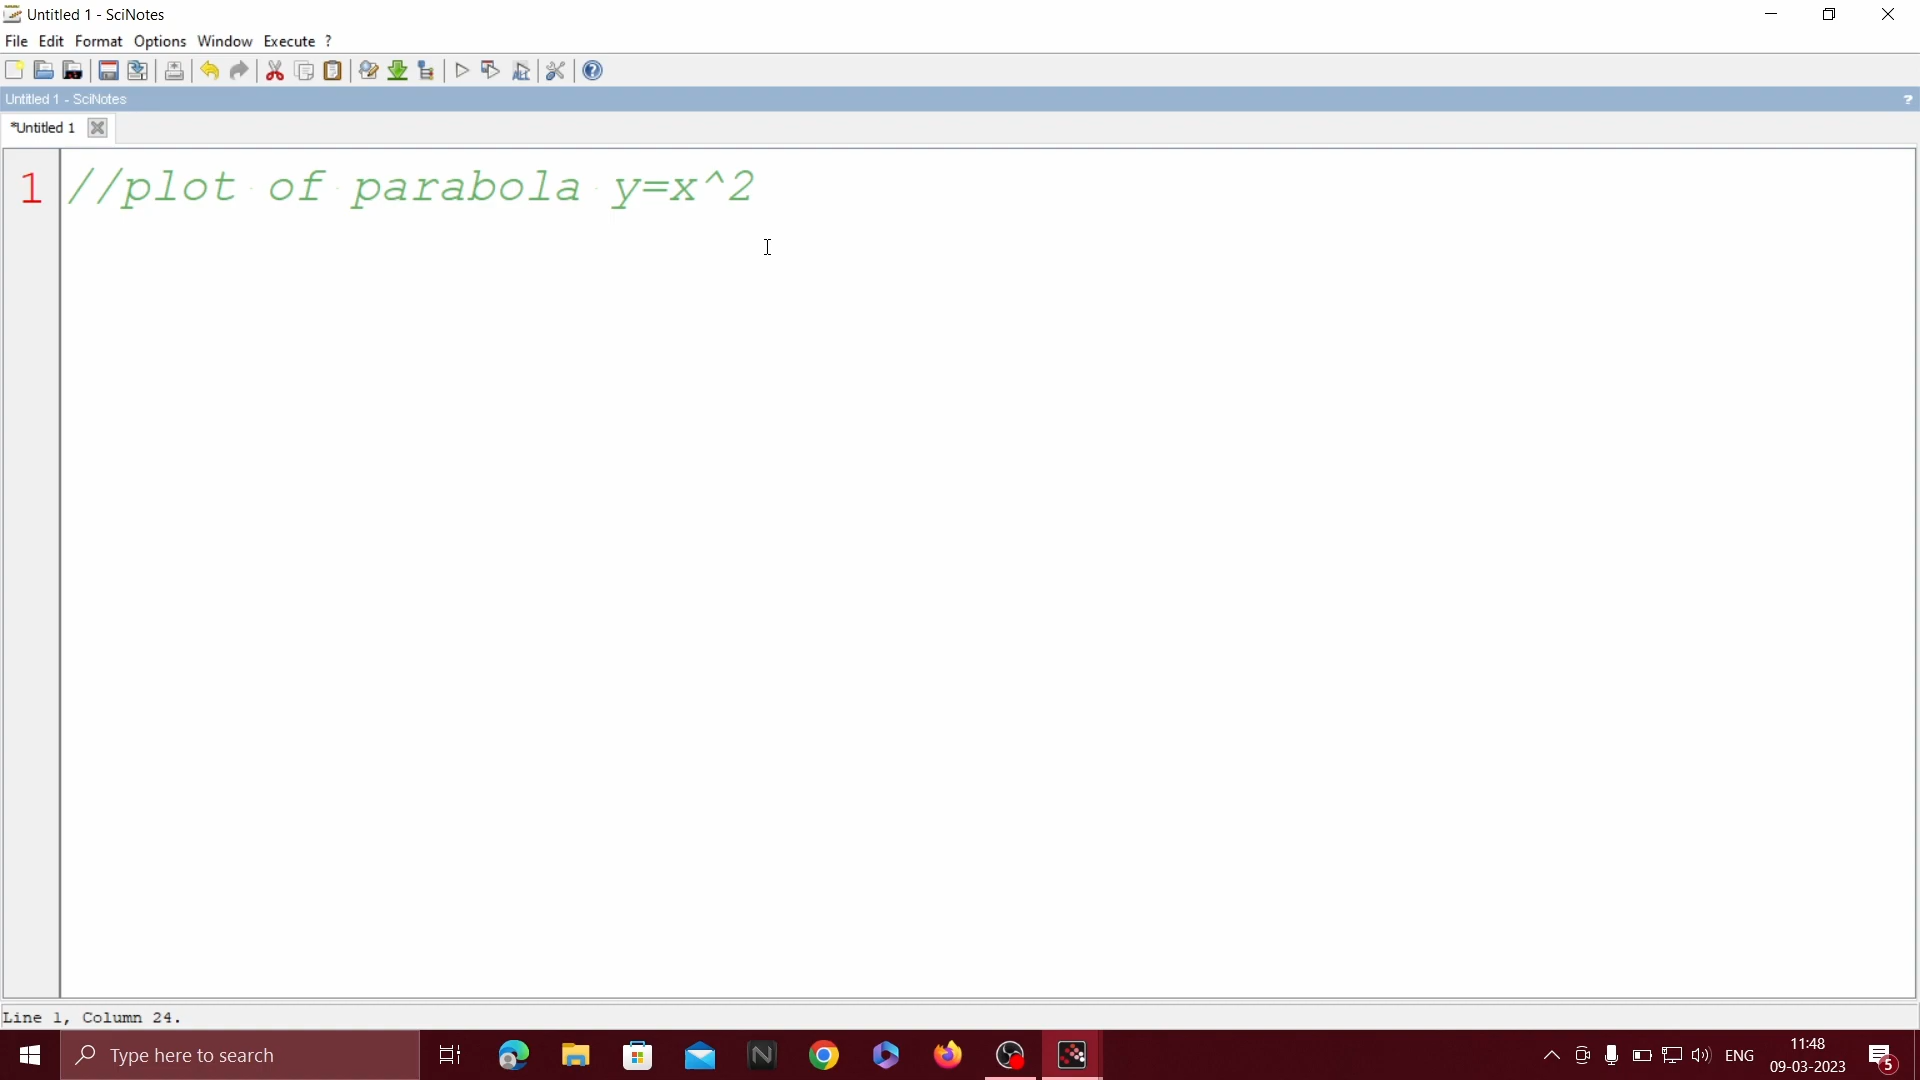 Untitled 1 - SciNotes
File Edit Format Options Window Execute ?
Untitled 1 - SciNotes ?
*Untitled 1
1 //plot of parabola y=x^2
Line 1, Column 24.
Type here to search
ENG
11:48
09-03-2023
5